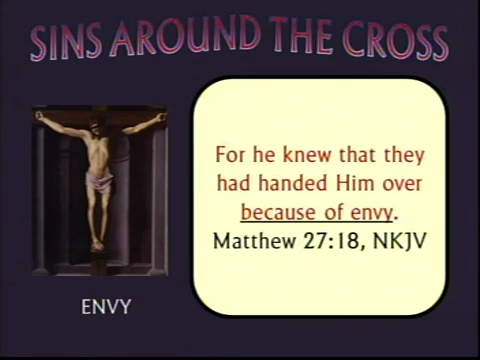 SINS AROUND THE CROSS
For he knew that they
had handed Him over
because of envy.
Matthew 27:18, NKJV
ENVY